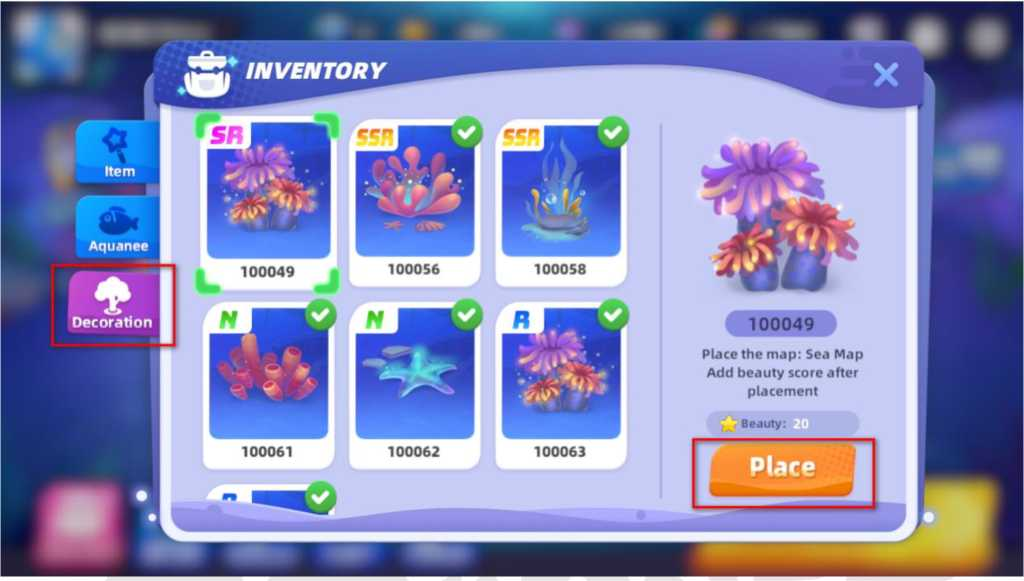 INVENTORY
Item
Aquanee
Decoration
SR
100049
SSR
100056
SSR
100058
N
100061
N
100062
R
100063
R
100049
Place the map: Sea Map
Add beauty score after
placement
Beauty: 20
Place